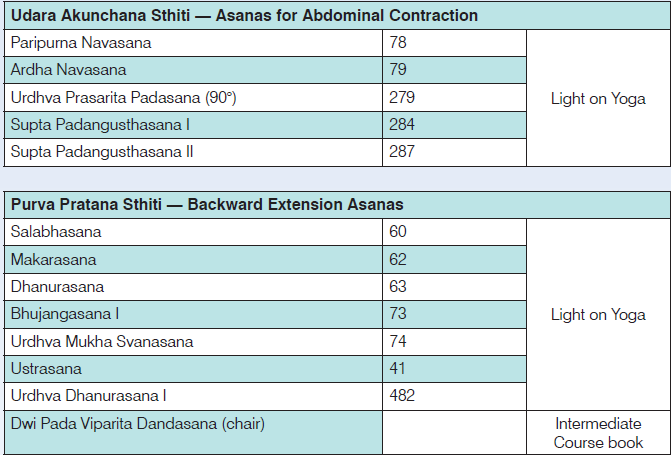 Udara Akunchana Sthiti — Asanas for Abdominal Contraction
Paripurna Navasana 78
Ardha Navasana 79
Urdhva Prasarita Padasana (90°) 279 Light on Yoga
Supta Padangusthasana I 284
Supta Padangusthasana II 287
Purva Pratana Sthiti — Backward Extension Asanas
Salabhasana 60
Makarasana 62
Dhanurasana 63
Bhujangasana I 73 Light on Yoga
Urdhva Mukha Svanasana 74
Ustrasana 41
Urdhva Dhanurasana I 482
Dwi Pada Viparita Dandasana (chair) Intermediate
Course book